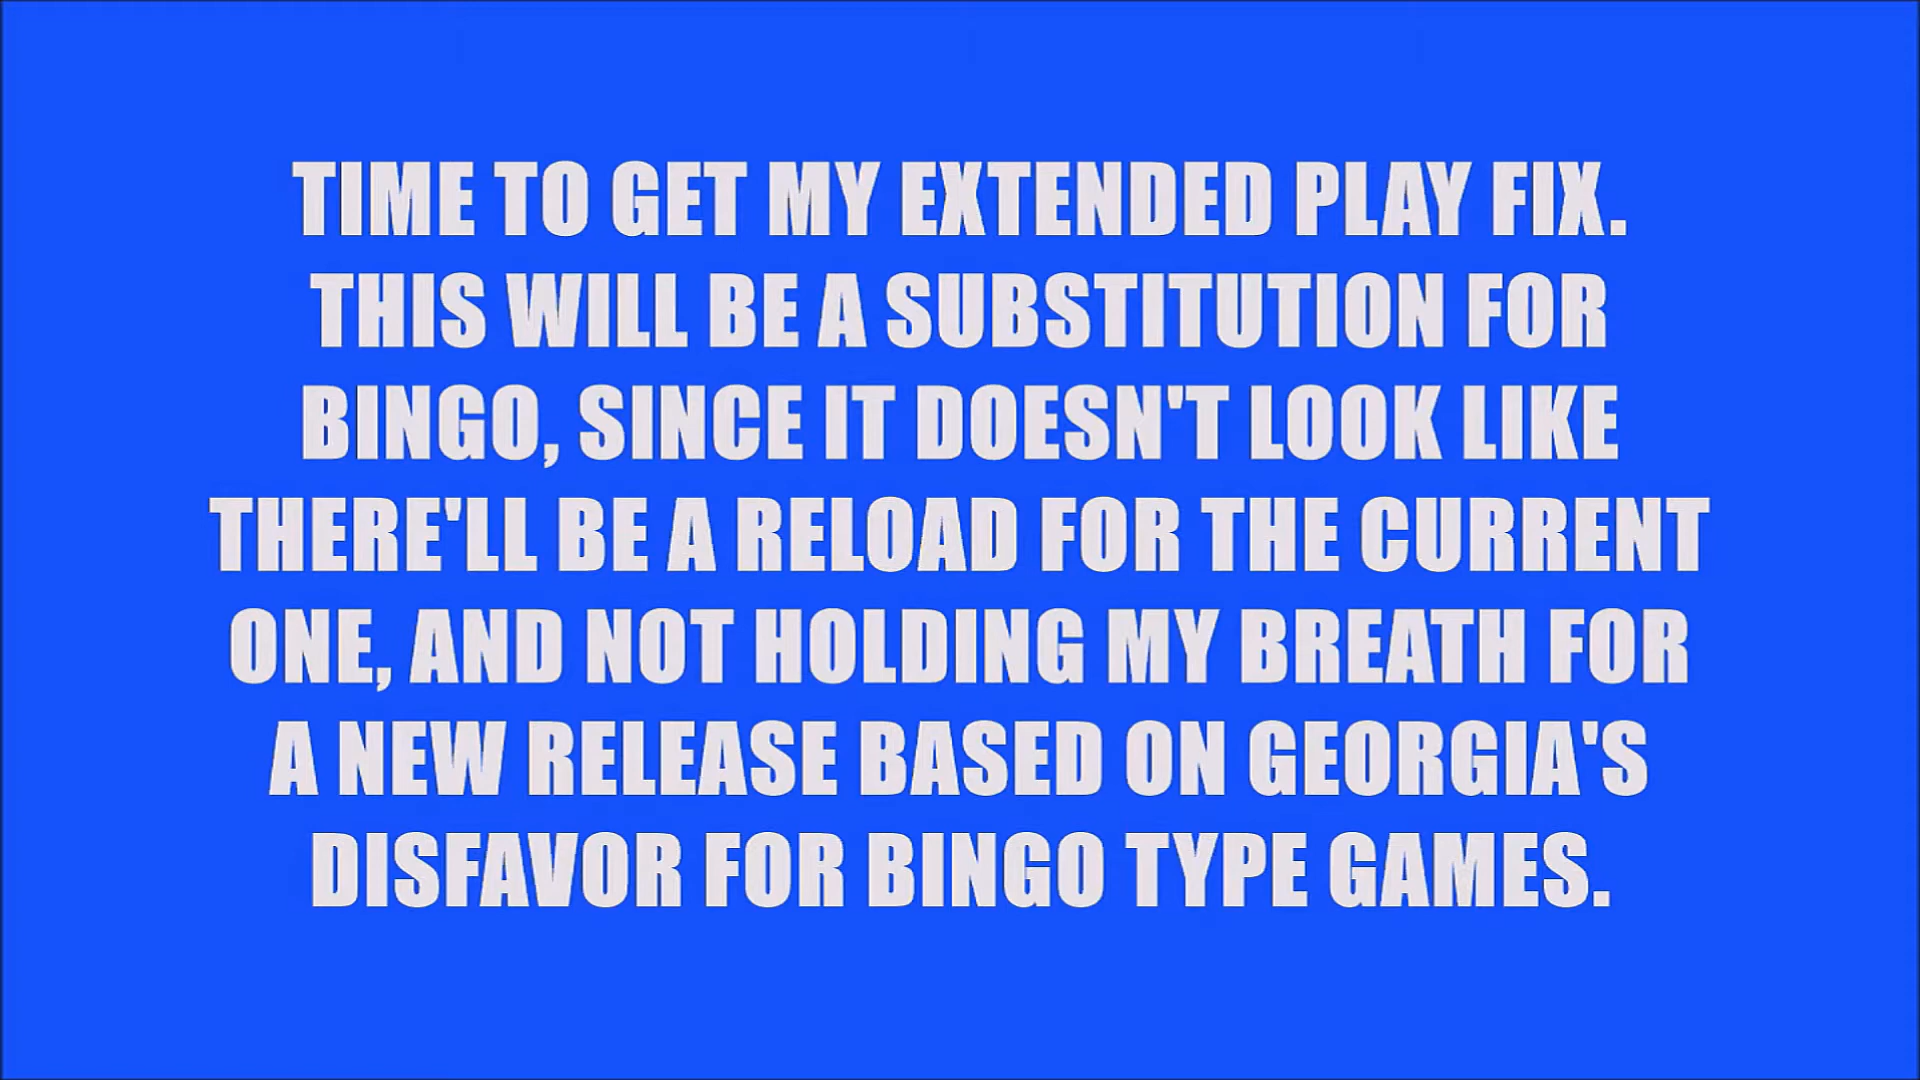 TIME TO GET MY EXTENDED PLAY FIX.
THIS WILL BE A SUBSTITUTION FOR
BINGO, SINCE IT DOESN'T LOOK LIKE
THERE'LL BE A RELOAD FOR THE CURRENT
ONE, AND NOT HOLDING MY BREATH FOR
A NEW RELEASE BASED ON GEORGIA'S
DISFAVOR FOR BINGO TYPE GAMES.